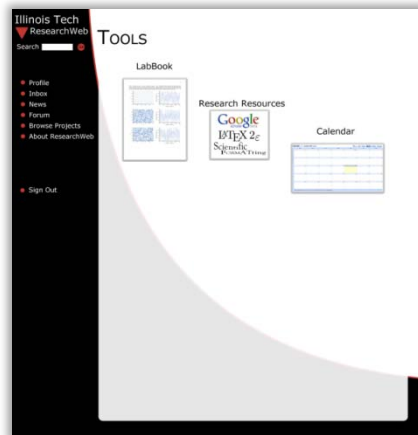 Illinois Tech
ResearchWeb
Search
TOOLS
LabBook
Profile
Inbox
News
Forum
Browse Projects
About ResearchWeb
Research Resources
Google
LATEX 2ε
Scientific
FORMATTING
Calendar
Sign Out